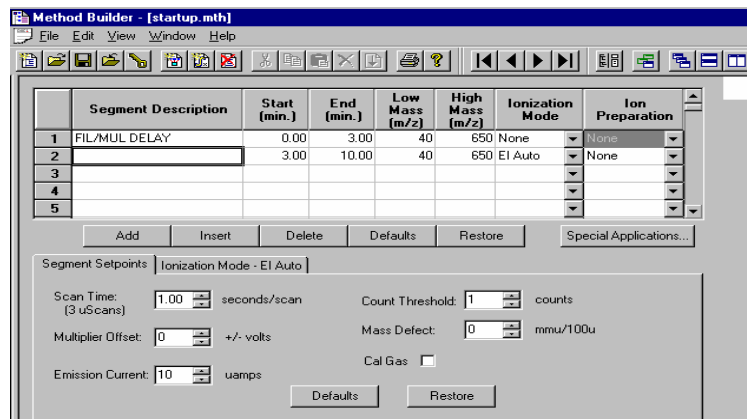 Method Builder - [startup.mth]
File Edit View Window Help
Segment Description Start (min.) End (min.) Low Mass (m/z) High Mass (m/z) Ionization Mode Ion Preparation
1 FIL/MUL DELAY 0.00 3.00 40 650 None None
2 3.00 10.00 40 650 EI Auto None
3
4
5
Add Insert Delete Defaults Restore Special Applications...
Segment Setpoints Ionization Mode - EI Auto
Scan Time: 1.00 seconds/scan Count Threshold: 1 counts
(3 uScans)
Multiplier Offset: 0 +/- volts Mass Defect: 0 mmu/100u
Cal Gas
Emission Current: 10 uamps
Defaults Restore